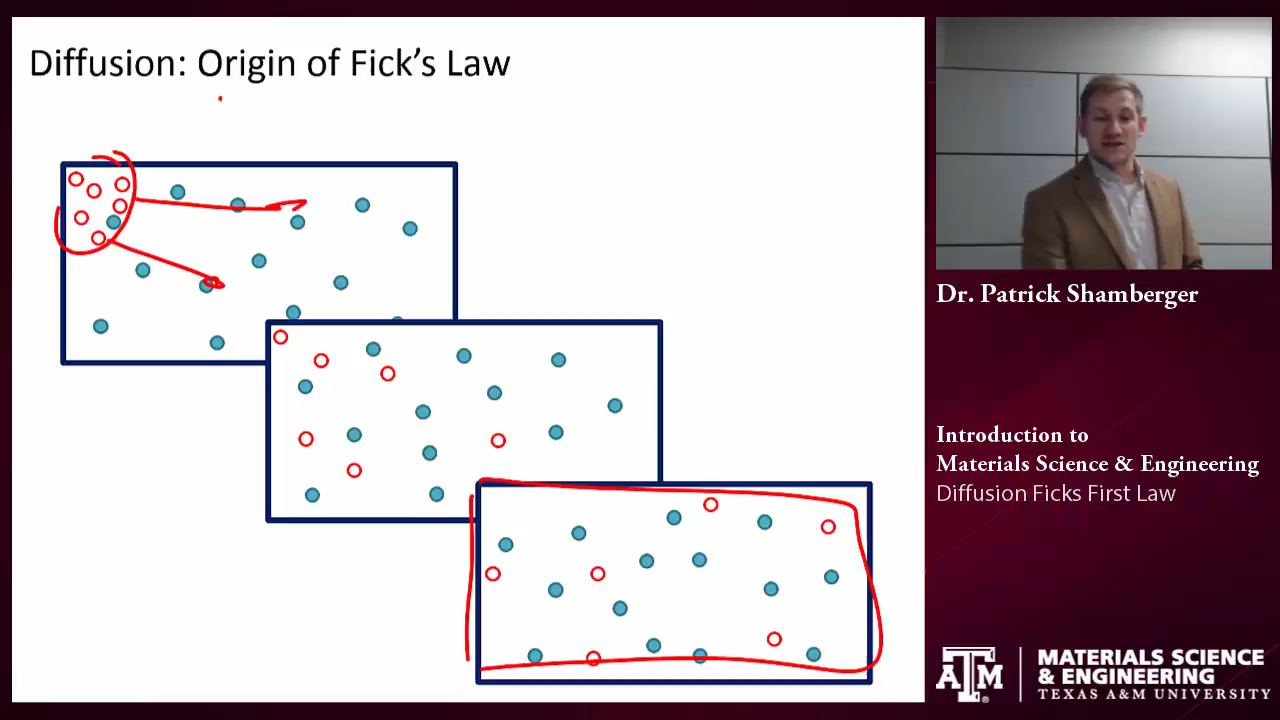 Diffusion: Origin of Fick's Law
Dr. Patrick Shamberger
Introduction to
Materials Science & Engineering
Diffusion Ficks First Law
ATM
MATERIALS SCIENCE
& ENGINEERING
TEXAS A&M UNIVERSITY